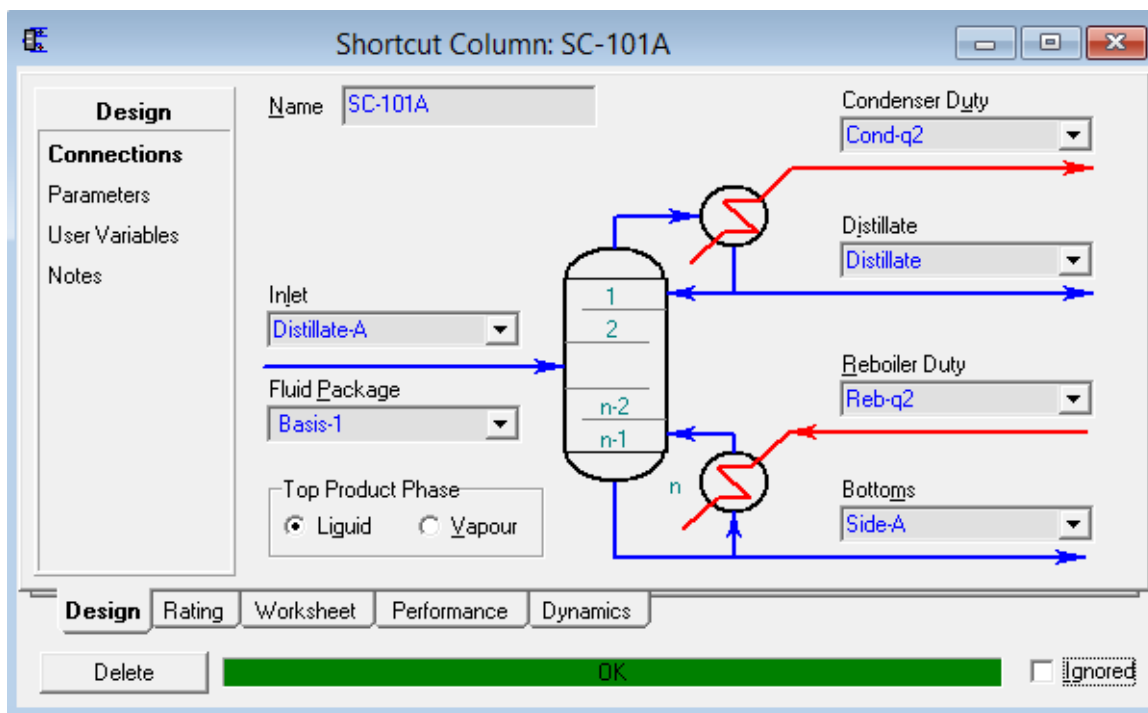 Shortcut Column: SC-101A
Design
Connections
Parameters
User Variables
Notes
Name SC-101A
Inlet
Distillate-A
Fluid Package
Basis-1
Top Product Phase
Liguid Vapour
1
2
n-2
n-1
n
Condenser Duty
Cond-q2
Distillate
Distillate
Reboiler Duty
Reb-q2
Bottoms
Side-A
Design Rating Worksheet Performance Dynamics
Delete OK Ignored